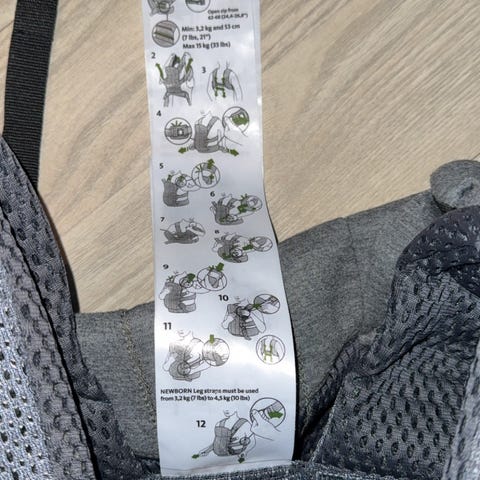 Open zip from
62-68 (24,4-26,8")
Min: 3,2 kg and 53 cm
(7 lbs, 21")
Max 15 kg (33 lbs)
2
3
4
5
6
7
8
9
10
11
NEWBORN Leg straps must be used
from 3,2 kg (7 lbs) to 4,5 kg (10 lbs)
12